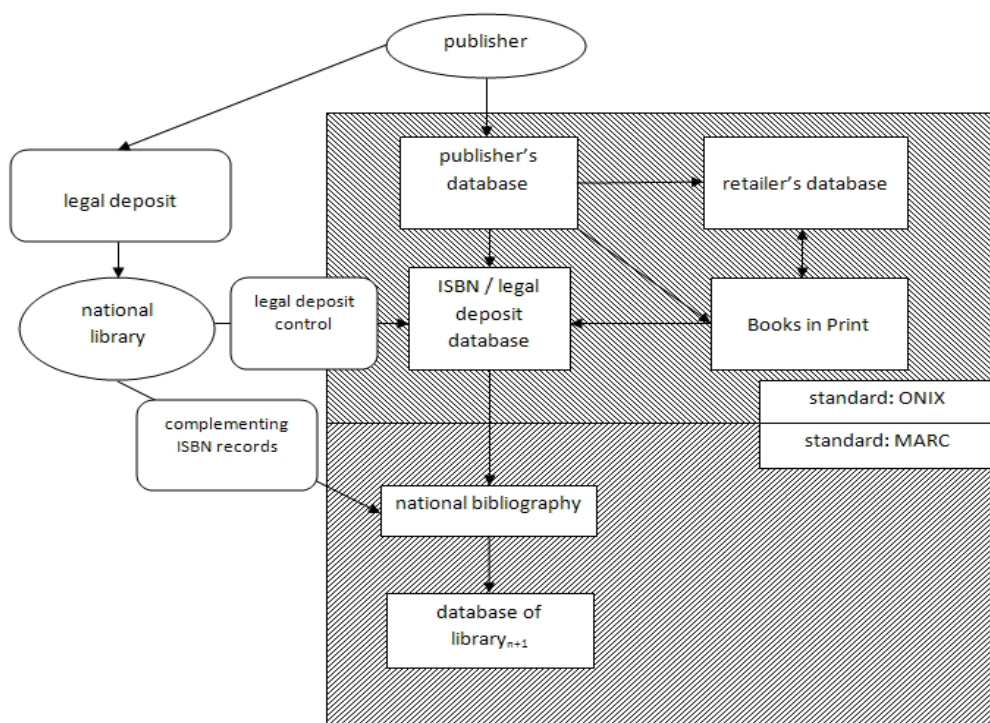 publisher
publisher's
database
retailer's database
legal deposit
national
library
legal deposit
control
ISBN / legal
deposit
database
Books in Print
standard: ONIX
standard: MARC
complementing
ISBN records
national bibliography
database of
libraryn+1